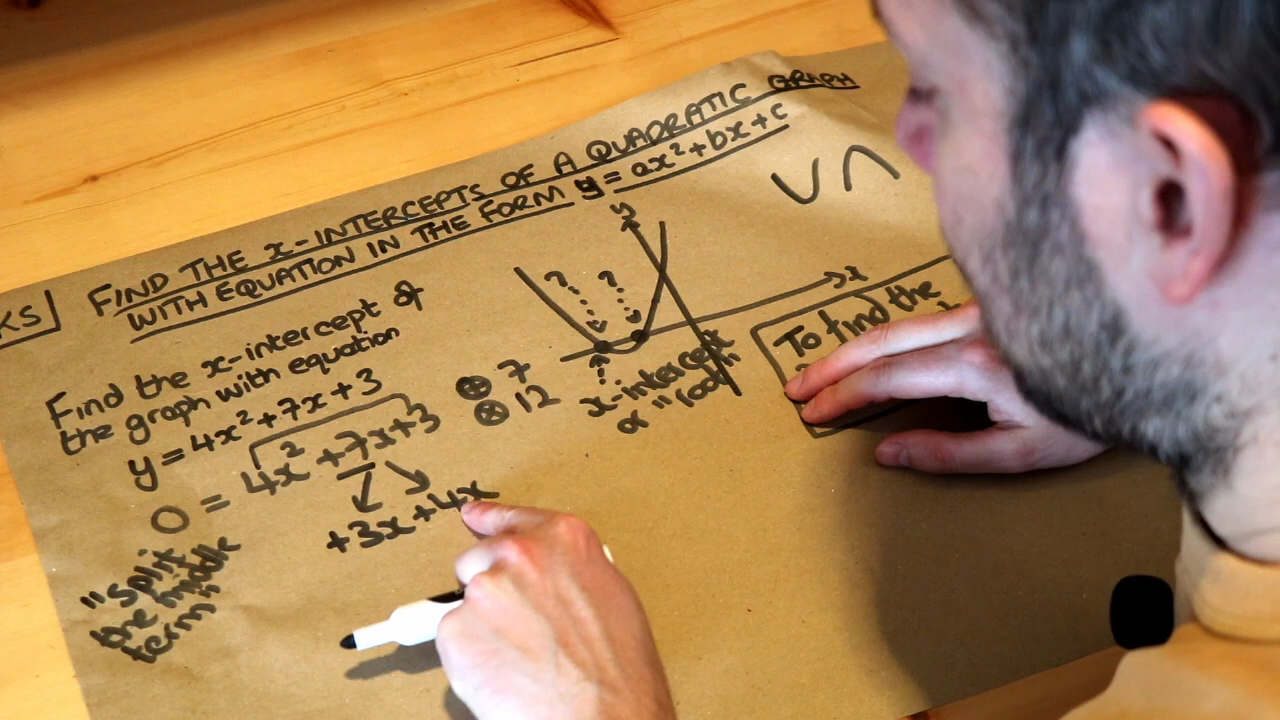 KS
FIND THE x-INTERCEPTS OF A QUADRATIC GRAPH
WITH EQUATION IN THE FORM y = ax² + bx + c
Find the x-intercept of
the graph with equation
y = 4x² + 7x + 3
0 = 4x² + 7x + 3
+3x + 4x
"split
the middle
term"
⊕ 7
⊗ 12
y
x
? ?
x-intercept
or "root"
To find the